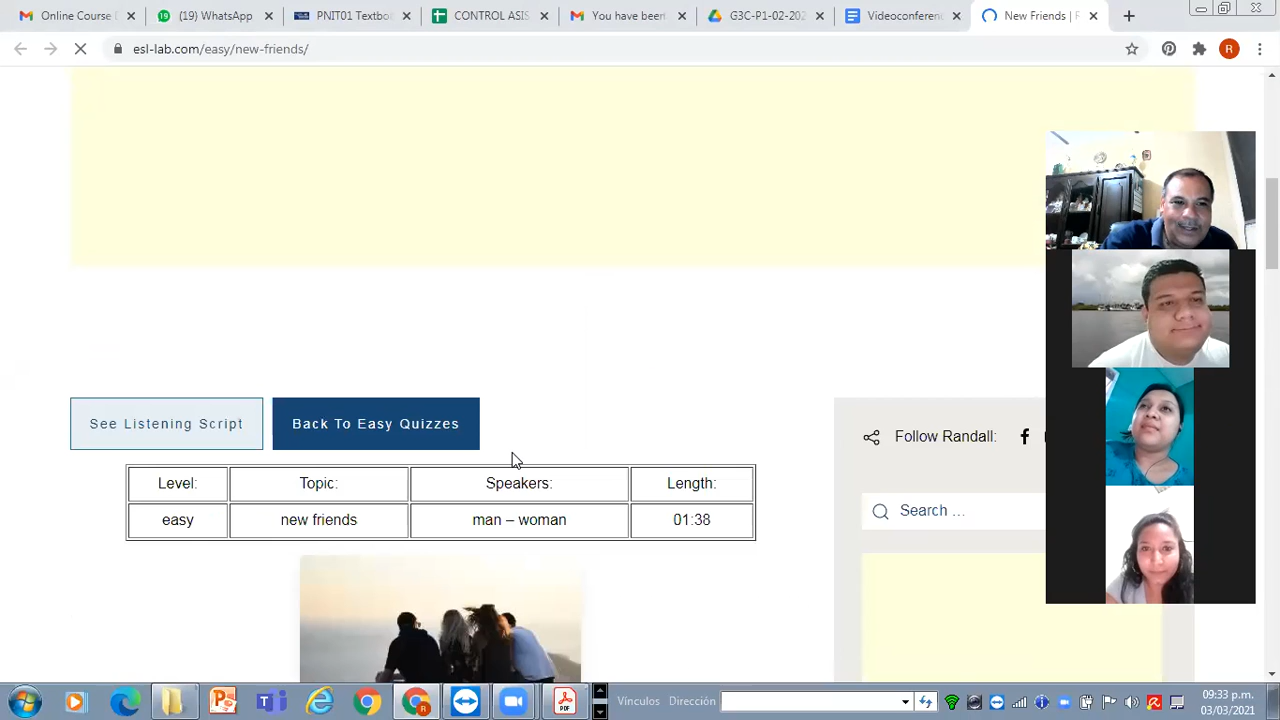 Online Course
(19) WhatsApp
PNIT01 Textbo
CONTROL ASIS
You have been
G3C-P1-02-202
Videoconferen
New Friends | R
esl-lab.com/easy/new-friends/
R
See Listening Script
Back To Easy Quizzes
Follow Randall:
Level:
Topic:
Speakers:
Length:
easy
new friends
man – woman
01:38
Search …
Vínculos
Dirección
09:33 p.m.
03/03/2021